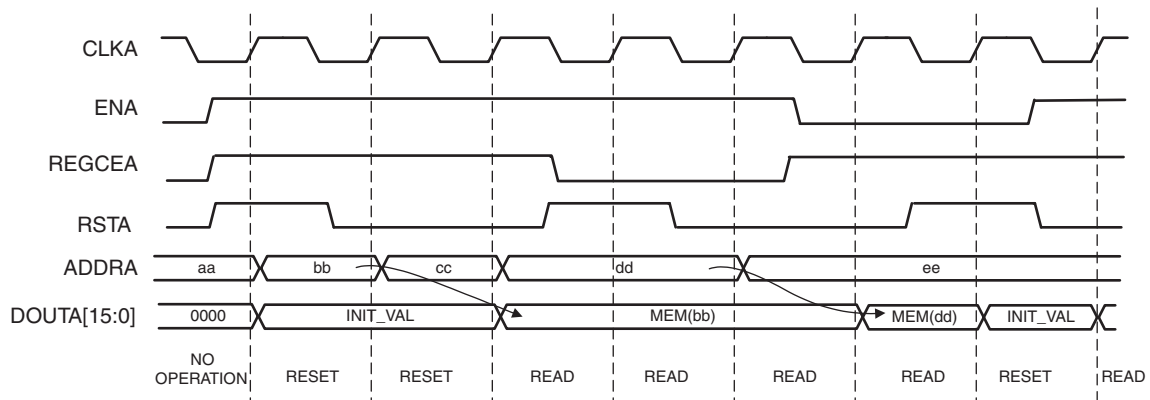 CLKA
ENA
REGCEA
RSTA
ADDRA aa bb cc dd ee
DOUTA[15:0] 0000 INIT_VAL MEM(bb) MEM(dd) INIT_VAL
NO
OPERATION RESET RESET READ READ READ READ RESET READ